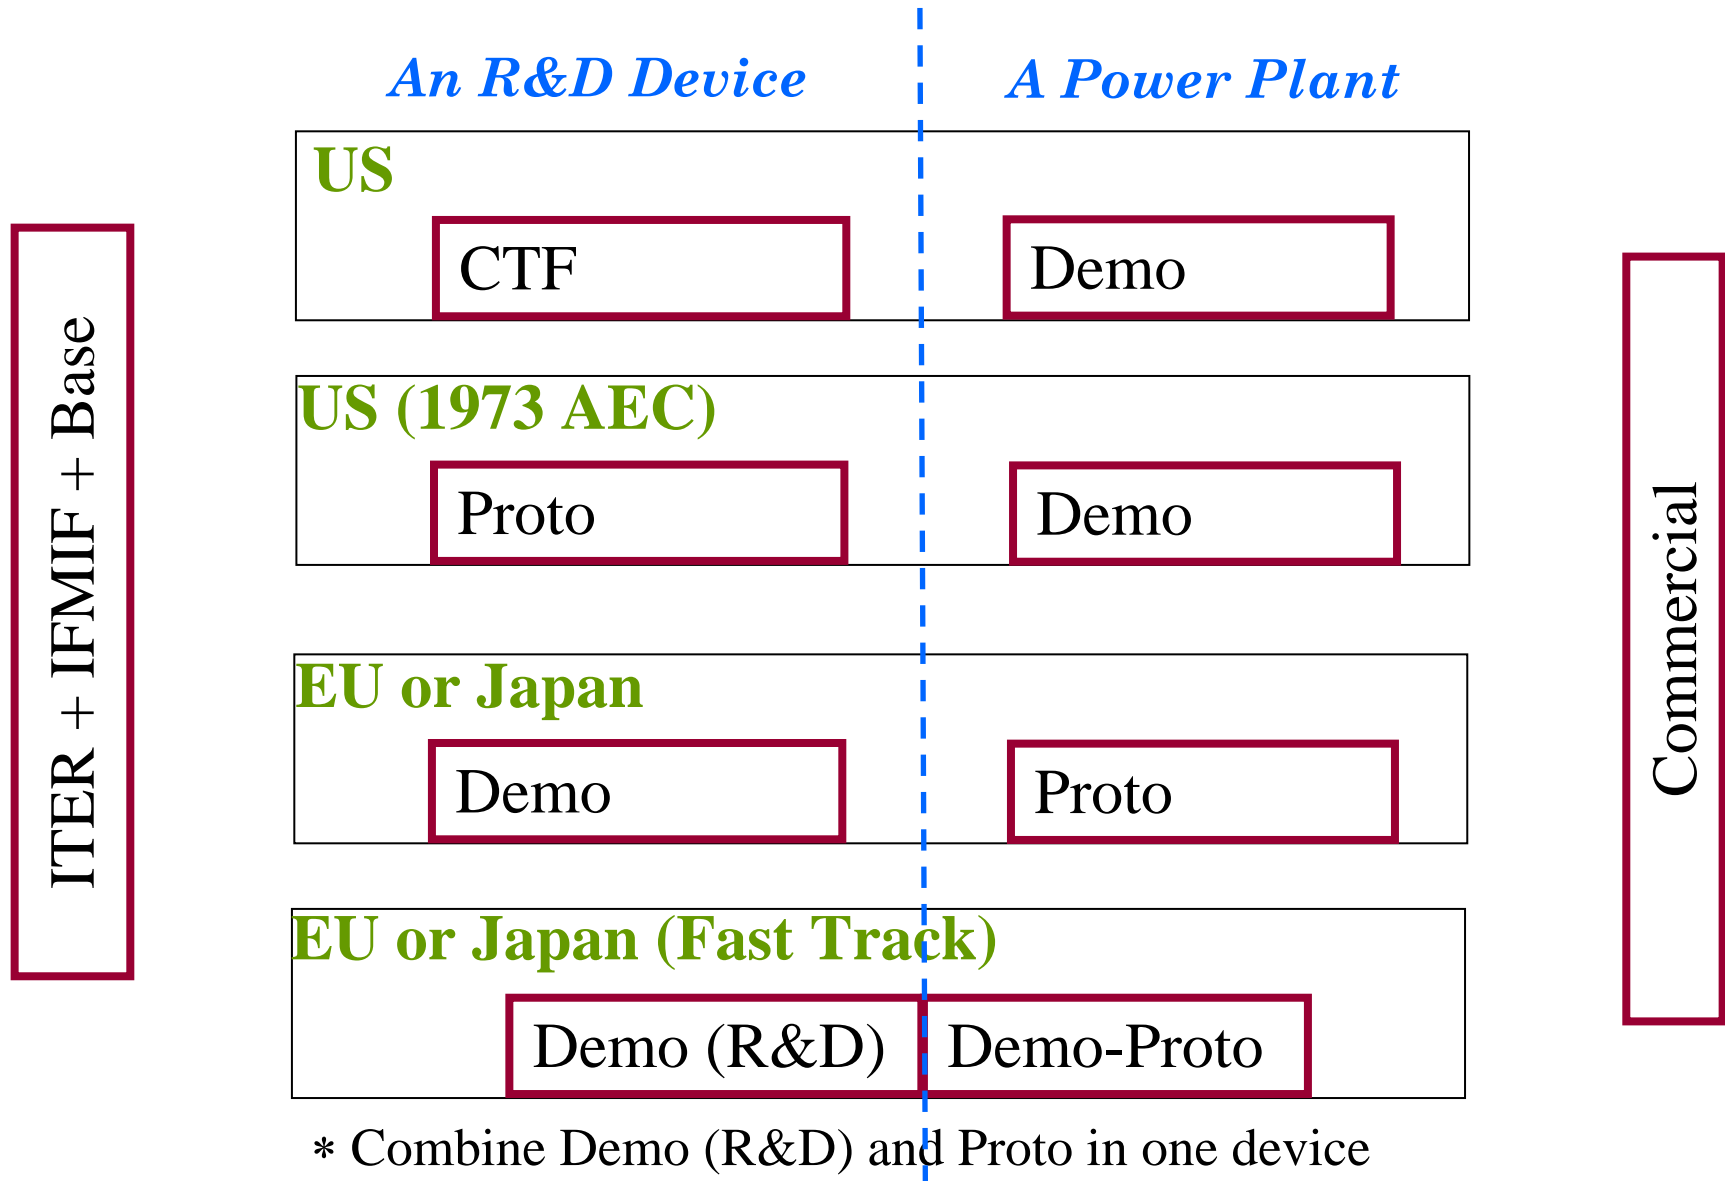 An R&D Device
A Power Plant
US
CTF
Demo
US (1973 AEC)
Proto
Demo
EU or Japan
Demo
Proto
EU or Japan (Fast Track)
Demo (R&D)
Demo-Proto
* Combine Demo (R&D) and Proto in one device
ITER + IFMIF + Base
Commercial